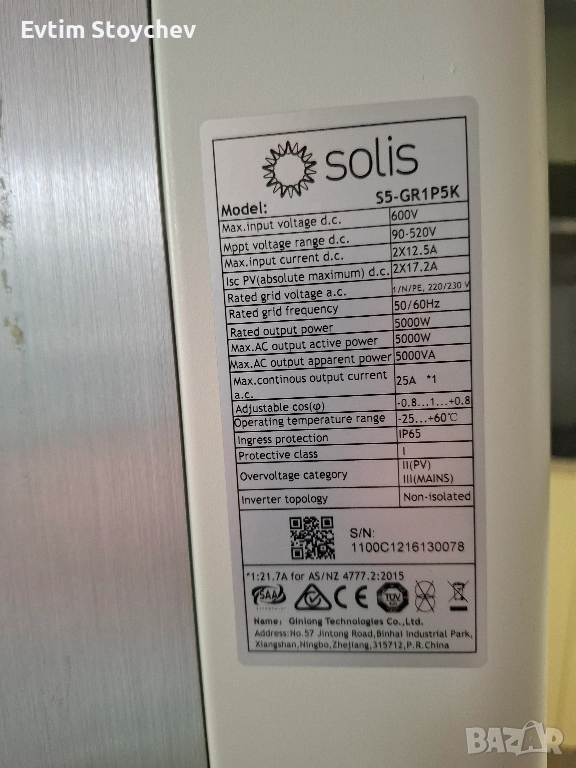 Evtim Stoychev
solis
Model: S5-GR1P5K
Max.input voltage d.c. 600V
Mppt voltage range d.c. 90-520V
Max.input current d.c. 2X12.5A
Isc PV(absolute maximum) d.c. 2X17.2A
Rated grid voltage a.c. 1/N/PE, 220/230 V
Rated grid frequency 50/60Hz
Rated output power 5000W
Max.AC output active power 5000W
Max.AC output apparent power 5000VA
Max.continous output current a.c. 25A *1
Adjustable cos(φ) -0.8...1...+0.8
Operating temperature range -25...+60℃
Ingress protection IP65
Protective class I
Overvoltage category II(PV)
III(MAINS)
Inverter topology Non-isolated
S/N:
1100C1216130078
*1:21.7A for AS/NZ 4777.2:2015
SAA CE TÜV
Name: Ginlong Technologies Co.,Ltd.
Address:No.57 Jintong Road,Binhai Industrial Park,
Xiangshan,Ningbo,Zhejiang,315712,P.R.China
BAZAR